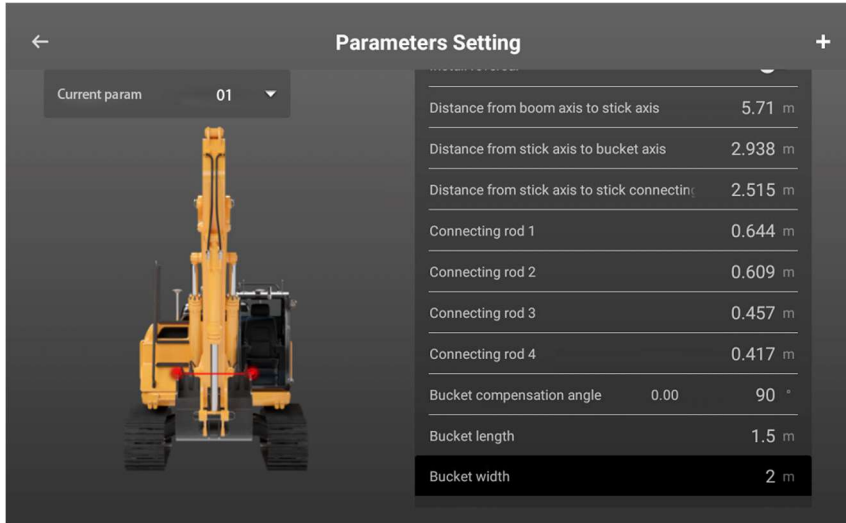 Parameters Setting
Current param 01
Distance from boom axis to stick axis 5.71 m
Distance from stick axis to bucket axis 2.938 m
Distance from stick axis to stick connecting 2.515 m
Connecting rod 1 0.644 m
Connecting rod 2 0.609 m
Connecting rod 3 0.457 m
Connecting rod 4 0.417 m
Bucket compensation angle 0.00 90 °
Bucket length 1.5 m
Bucket width 2 m